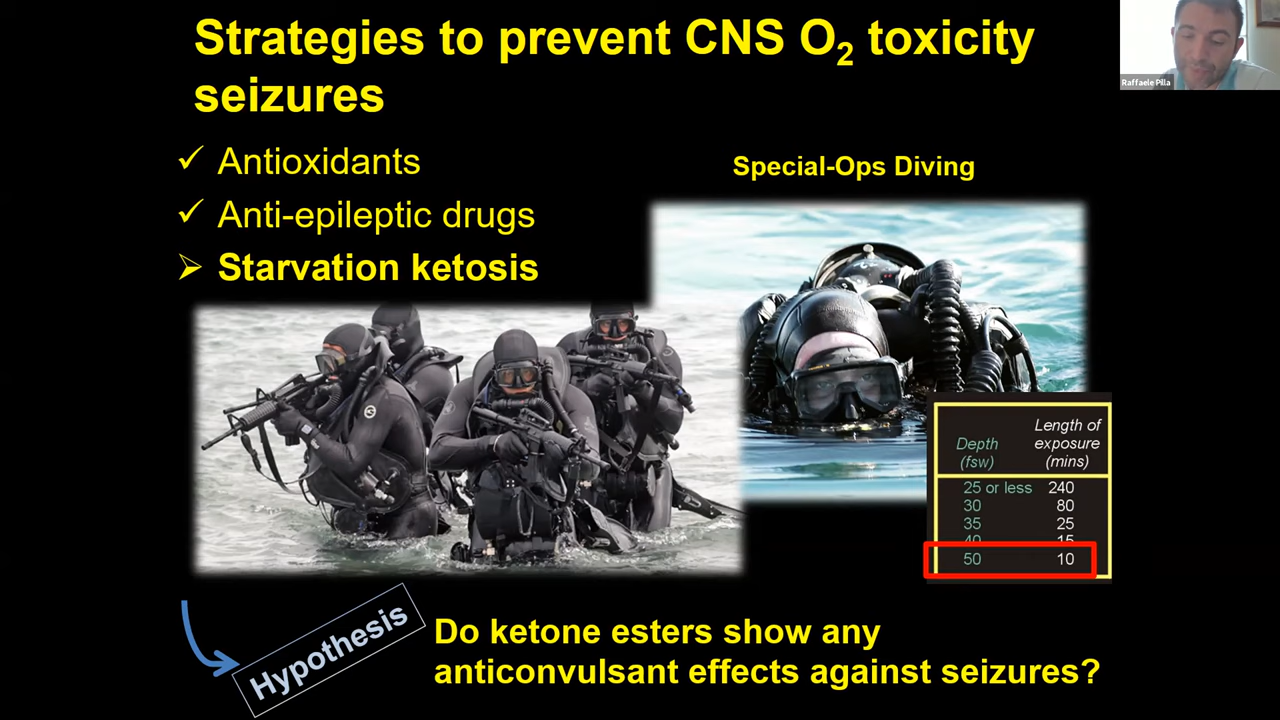 Strategies to prevent CNS O₂ toxicity
seizures
Raffaele Pilla
✓ Antioxidants
✓ Anti-epileptic drugs
➢ Starvation ketosis
Special-Ops Diving
Depth
(fsw)
Length of
exposure
(mins)
25 or less 240
30 80
35 25
40 15
50 10
Hypothesis
Do ketone esters show any
anticonvulsant effects against seizures?